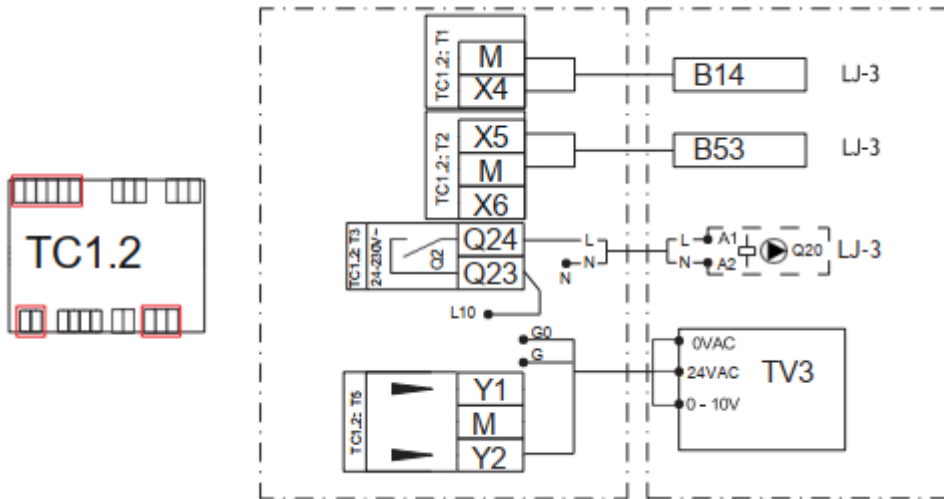 TC1.2
TC1.2: T1
M
X4
B14
LJ-3
TC1.2: T2
X5
M
X6
B53
LJ-3
TC1.2: T3
24-230V~
Q2
Q24
Q23
L
N
N
L
N
A1
A2
Q20
LJ-3
L10
G0
G
TC1.2: T5
Y1
M
Y2
0VAC
24VAC
0 - 10V
TV3